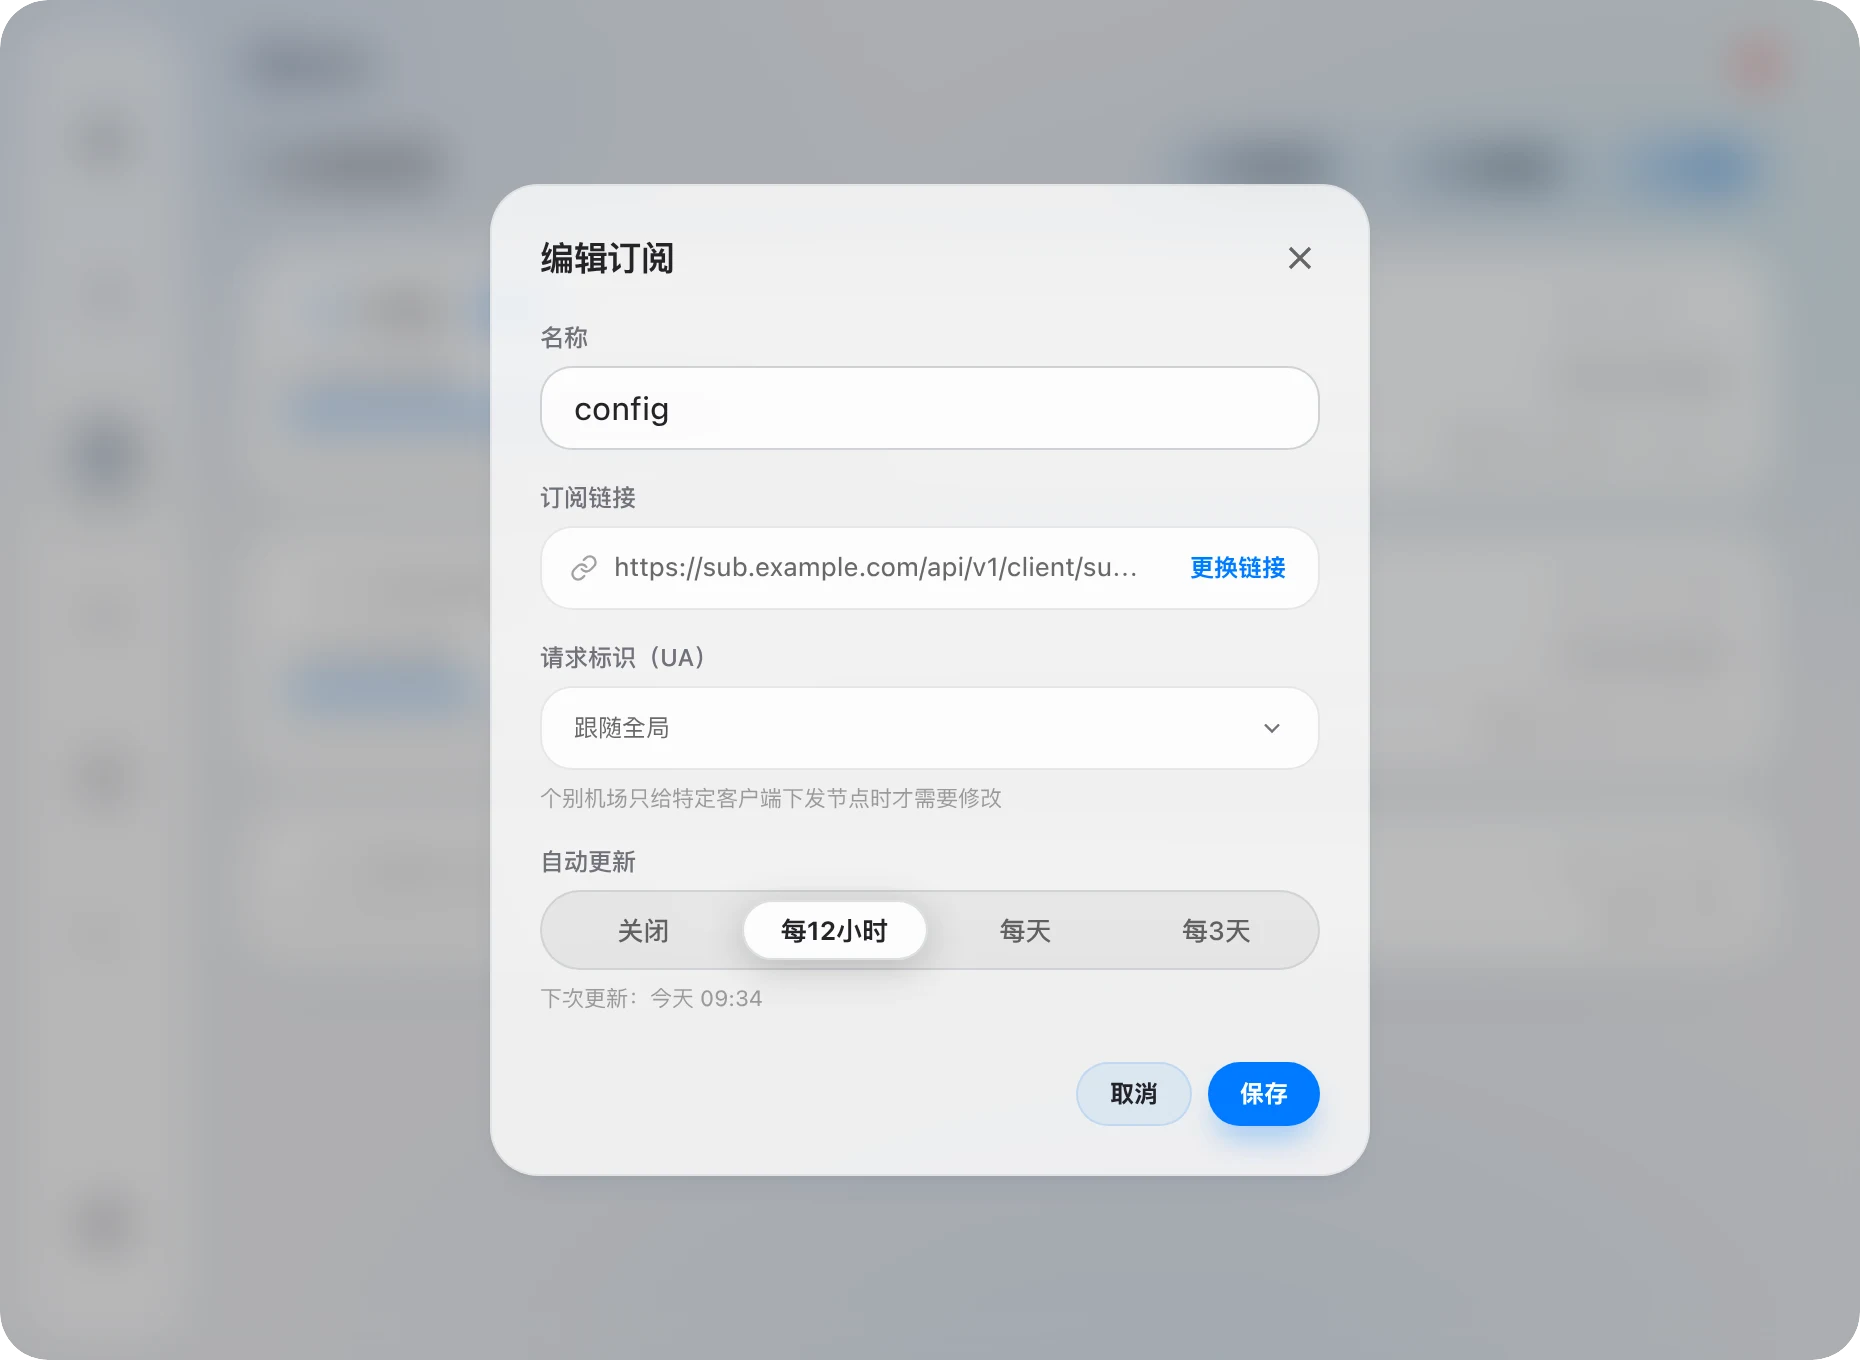 编辑订阅
名称
config
订阅链接
https://sub.example.com/api/v1/client/su...
更换链接
请求标识（UA）
跟随全局
个别机场只给特定客户端下发节点时才需要修改
自动更新
关闭 每12小时 每天 每3天
下次更新：今天 09:34
取消 保存